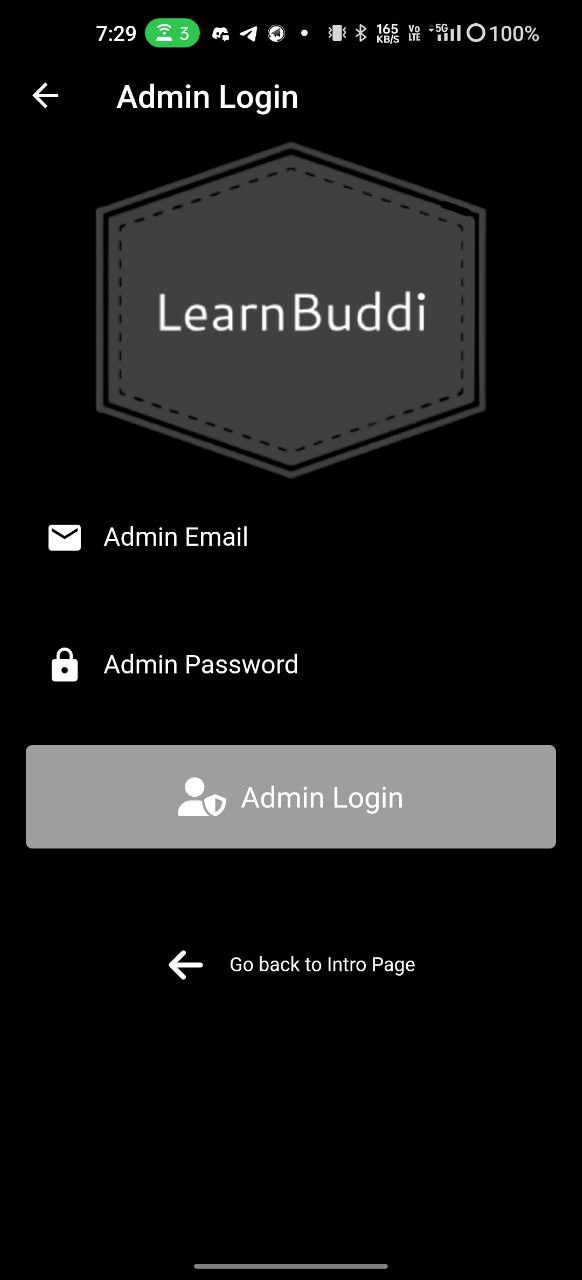 7:29 3 165 KB/S Vo LTE 5G 100%
Admin Login
LearnBuddi
Admin Email
Admin Password
Admin Login
Go back to Intro Page